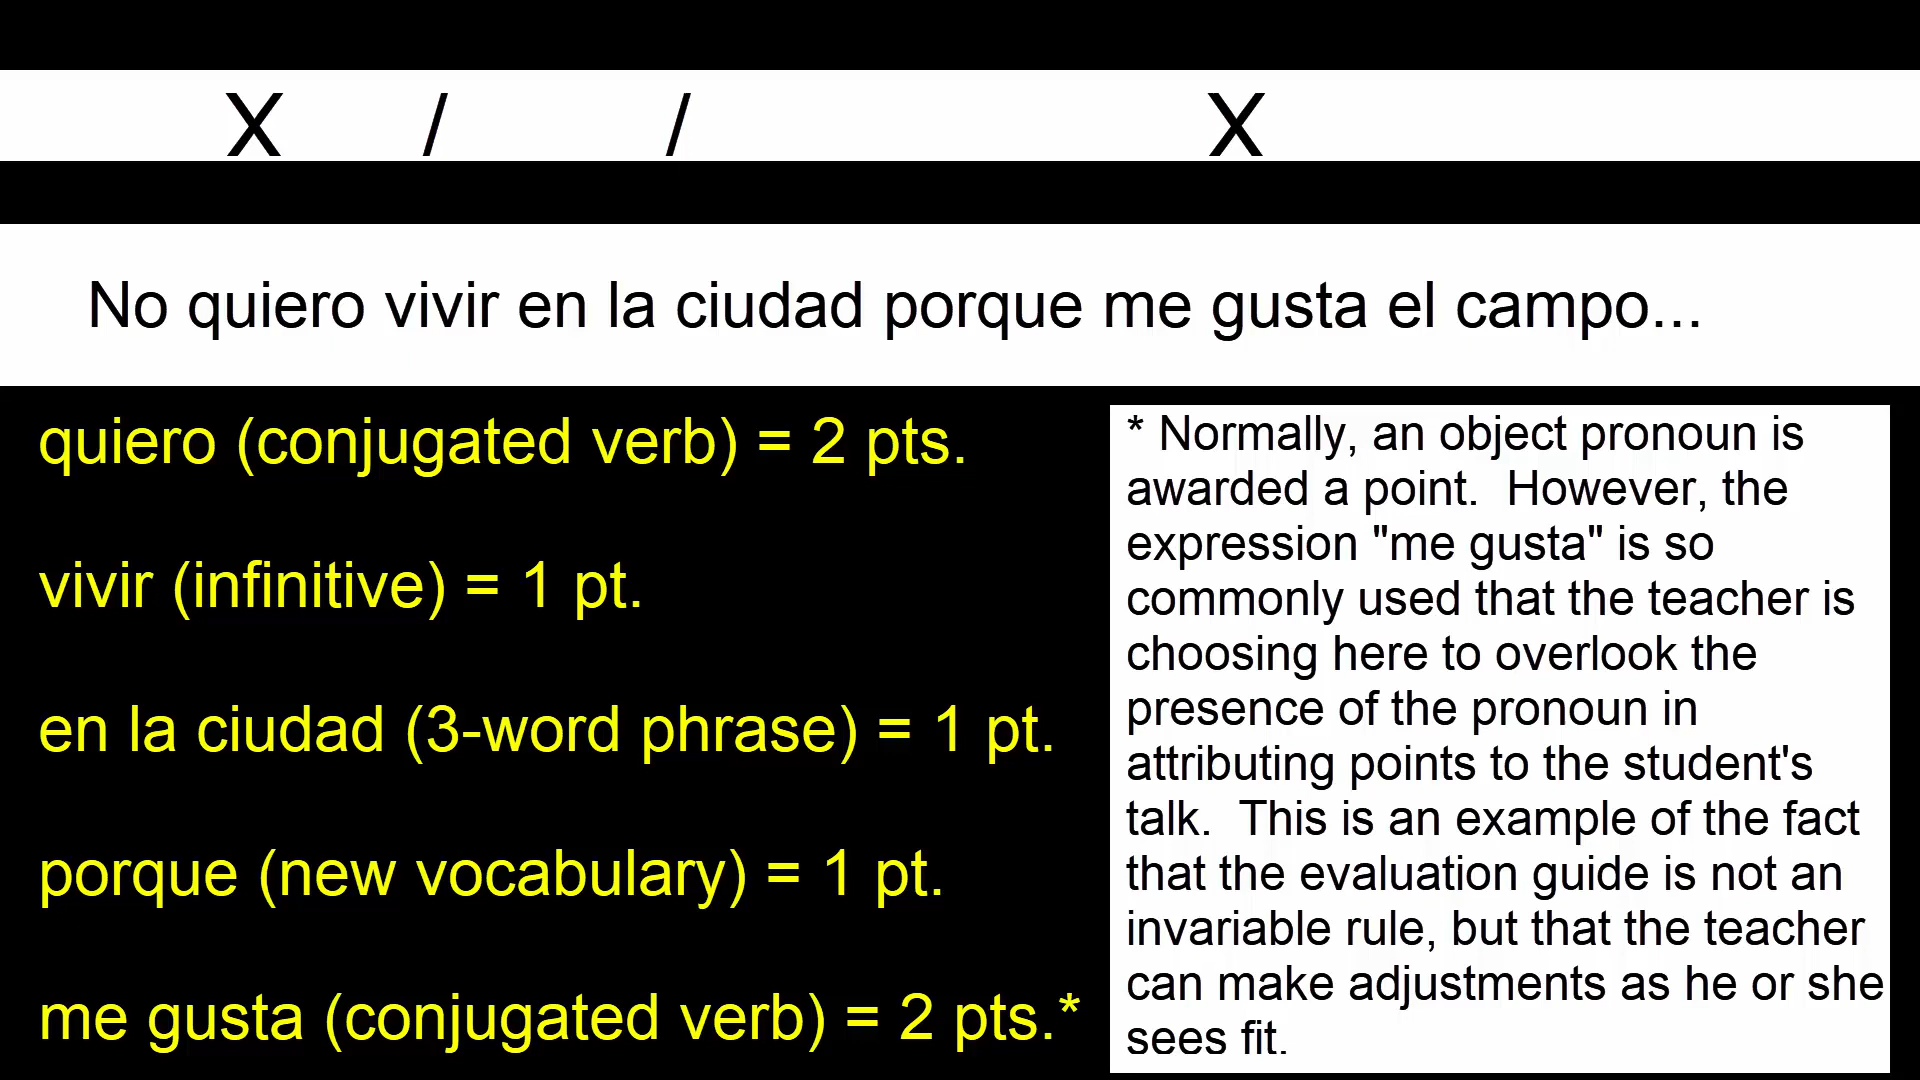 X / / X
No quiero vivir en la ciudad porque me gusta el campo...
quiero (conjugated verb) = 2 pts.
vivir (infinitive) = 1 pt.
en la ciudad (3-word phrase) = 1 pt.
porque (new vocabulary) = 1 pt.
me gusta (conjugated verb) = 2 pts.*
* Normally, an object pronoun is
awarded a point.  However, the
expression "me gusta" is so
commonly used that the teacher is
choosing here to overlook the
presence of the pronoun in
attributing points to the student's
talk.  This is an example of the fact
that the evaluation guide is not an
invariable rule, but that the teacher
can make adjustments as he or she
sees fit.